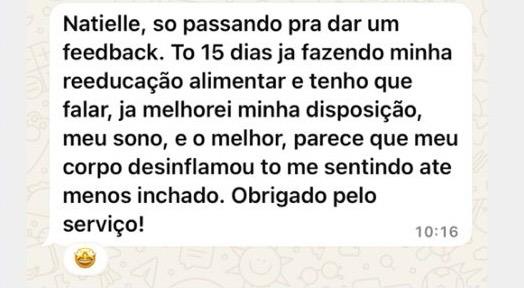 Natielle, so passando pra dar um
feedback. To 15 dias ja fazendo minha
reeducação alimentar e tenho que
falar, ja melhorei minha disposição,
meu sono, e o melhor, parece que meu
corpo desinflamou to me sentindo ate
menos inchado. Obrigado pelo
serviço!
10:16